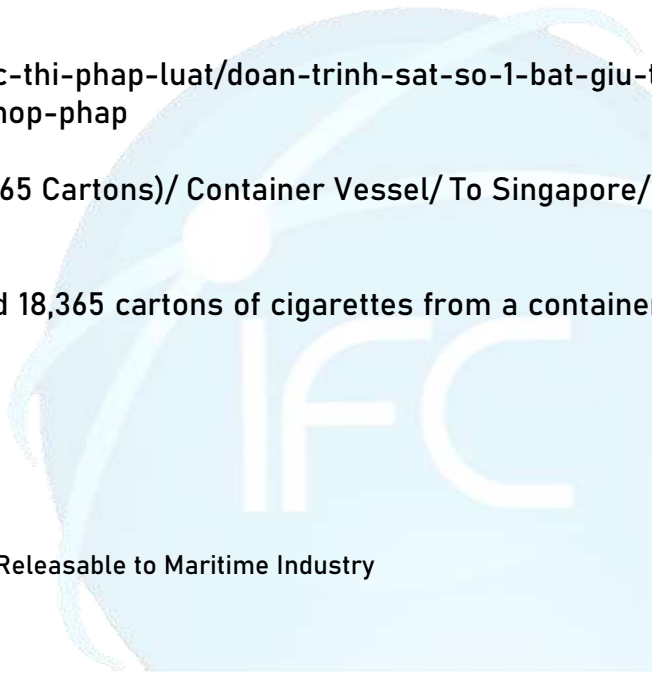 c-thi-phap-luat/doan-trinh-sat-so-1-bat-giu-t
hop-phap
65 Cartons)/ Container Vessel/ To Singapore/
d 18,365 cartons of cigarettes from a container
IFC
Releasable to Maritime Industry